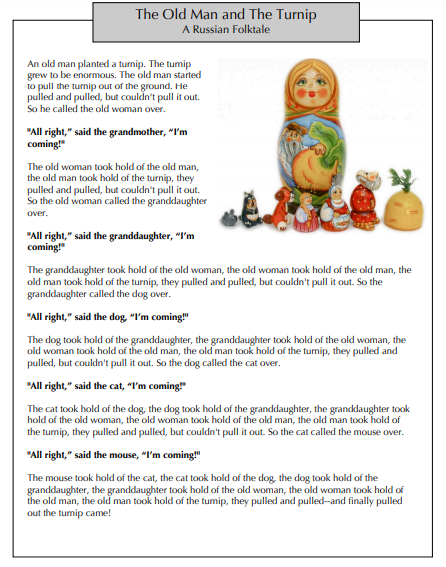 The Old Man and The Turnip
A Russian Folktale
An old man planted a turnip. The turnip
grew to be enormous. The old man started
to pull the turnip out of the ground. He
pulled and pulled, but couldn't pull it out.
So he called the old woman over.
"All right," said the grandmother, “I’m
coming!"
The old woman took hold of the old man,
the old man took hold of the turnip, they
pulled and pulled, but couldn't pull it out.
So the old woman called the granddaughter
over.
"All right," said the granddaughter, “I’m
coming!"
The granddaughter took hold of the old woman, the old woman took hold of the old man, the
old man took hold of the turnip, they pulled and pulled, but couldn't pull it out. So the
granddaughter called the dog over.
"All right," said the dog, “I’m coming!"
The dog took hold of the granddaughter, the granddaughter took hold of the old woman, the
old woman took hold of the old man, the old man took hold of the turnip, they pulled and
pulled, but couldn't pull it out. So the dog called the cat over.
"All right," said the cat, “I’m coming!"
The cat took hold of the dog, the dog took hold of the granddaughter, the granddaughter took
hold of the old woman, the old woman took hold of the old man, the old man took hold of
the turnip, they pulled and pulled, but couldn't pull it out. So the cat called the mouse over.
"All right," said the mouse, “I’m coming!"
The mouse took hold of the cat, the cat took hold of the dog, the dog took hold of the
granddaughter, the granddaughter took hold of the old woman, the old woman took hold of
the old man, the old man took hold of the turnip, they pulled and pulled--and finally pulled
out the turnip came!